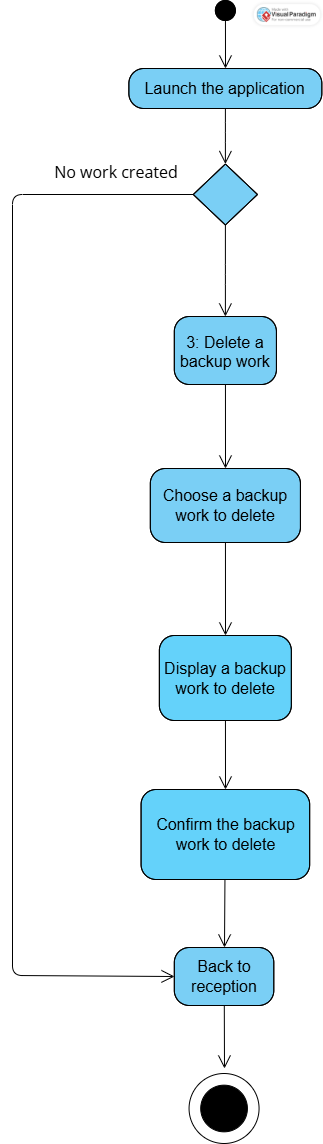 Made with
Visual Paradigm
For non-commercial use
Launch the application
No work created
3: Delete a
backup work
Choose a backup
work to delete
Display a backup
work to delete
Confirm the backup
work to delete
Back to
reception